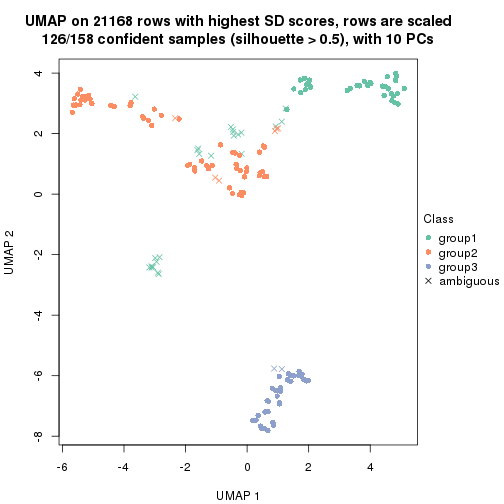 UMAP on 21168 rows with highest SD scores, rows are scaled
126/158 confident samples (silhouette > 0.5), with 10 PCs
4
2
0
-2
-4
-6
-8
UMAP 2
-6
-4
-2
0
2
4
UMAP 1
Class
group1
group2
group3
ambiguous